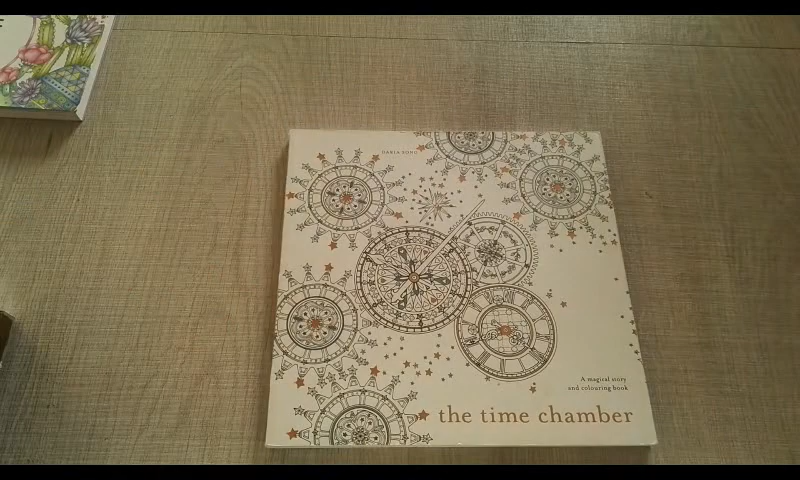 DARIA SONG
A magical story
and colouring book
the time chamber